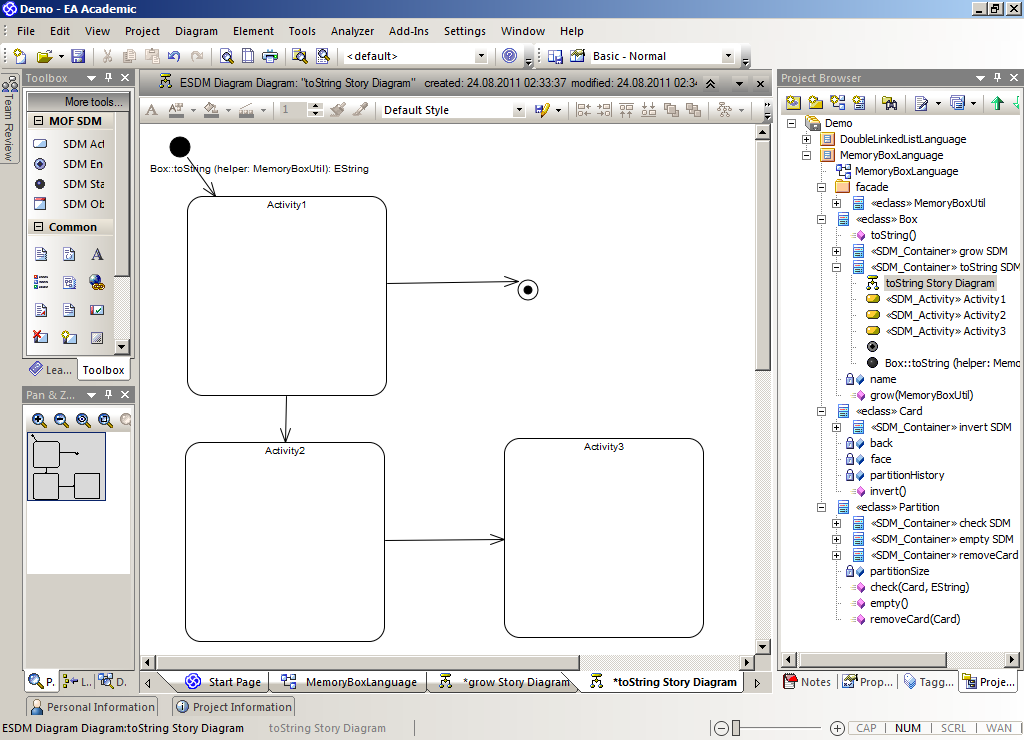 Demo - EA Academic
File Edit View Project Diagram Element Tools Analyzer Add-Ins Settings Window Help
<default>
Basic - Normal
Team Review
Toolbox
More tools...
MOF SDM
SDM Act
SDM En
SDM Sta
SDM Ob
Common
A
Lea... Toolbox
Pan & Z...
P. L.. D.
ESDM Diagram Diagram: "toString Story Diagram" created: 24.08.2011 02:33:37 modified: 24.08.2011 02:34
A A 1 Default Style
Box::toString (helper: MemoryBoxUtil): EString
Activity1
Activity2
Activity3
Start Page MemoryBoxLanguage *grow Story Diagram *toString Story Diagram
Project Browser
Demo
DoubleLinkedListLanguage
MemoryBoxLanguage
MemoryBoxLanguage
facade
«eclass» MemoryBoxUtil
«eclass» Box
toString()
«SDM_Container» grow SDM
«SDM_Container» toString SDM
toString Story Diagram
«SDM_Activity» Activity1
«SDM_Activity» Activity2
«SDM_Activity» Activity3
Box::toString (helper: Memo
name
grow(MemoryBoxUtil)
«eclass» Card
«SDM_Container» invert SDM
back
face
partitionHistory
invert()
«eclass» Partition
«SDM_Container» check SDM
«SDM_Container» empty SDM
«SDM_Container» removeCard
partitionSize
check(Card, EString)
empty()
removeCard(Card)
Notes Prop... Tagg... Proje...
Personal Information Project Information
ESDM Diagram Diagram:toString Story Diagram toString Story Diagram CAP NUM SCRL WAN